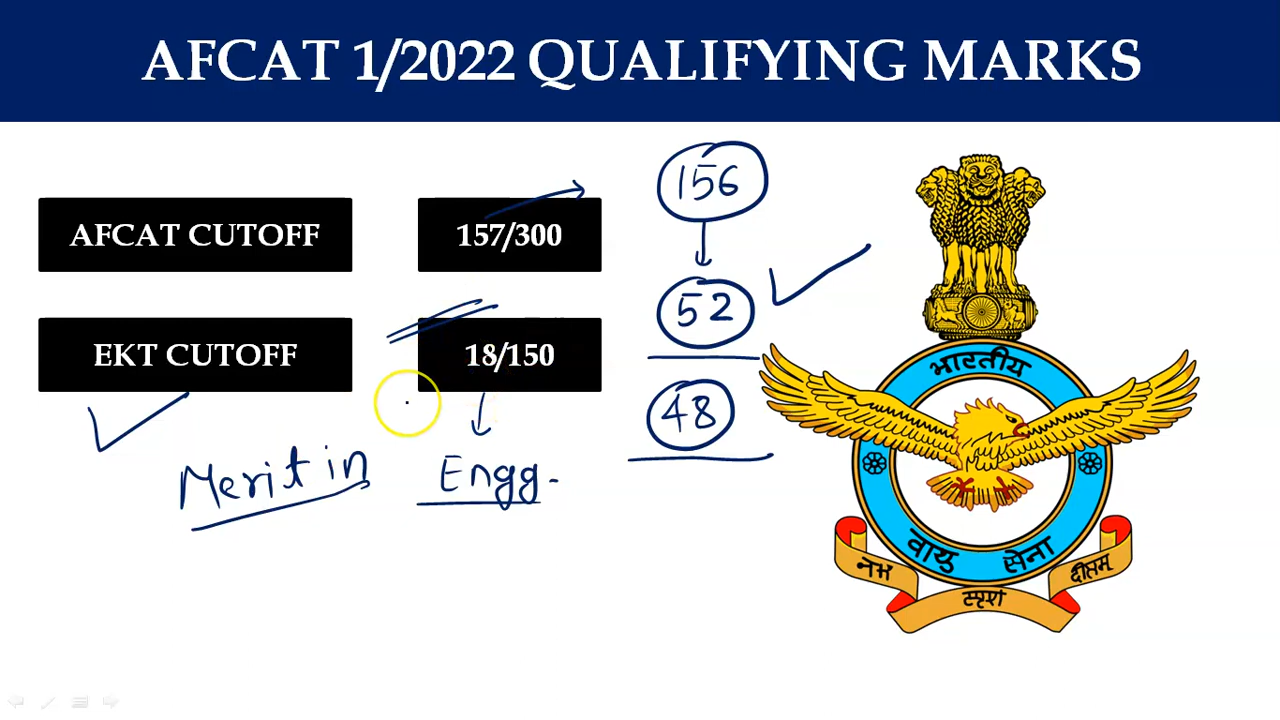 AFCAT 1/2022 QUALIFYING MARKS
AFCAT CUTOFF
157/300
156
52
EKT CUTOFF
18/150
48
Merit in Engg.
भारतीय
वायु सेना
नभ स्पृशं दीप्तम्